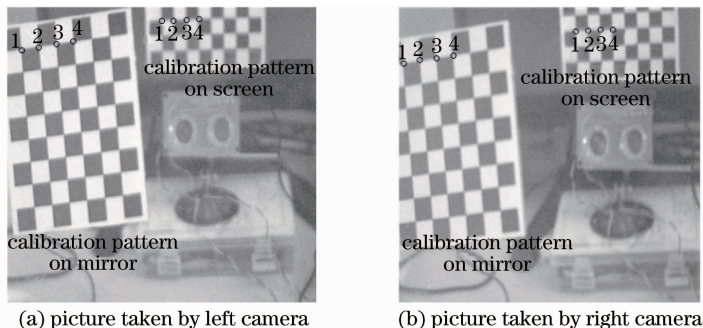 1 2 3 4
1 2 3 4
calibration pattern
on screen
calibration pattern
on mirror
(a) picture taken by left camera
1 2 3 4
1 2 3 4
calibration pattern
on screen
calibration pattern
on mirror
(b) picture taken by right camera